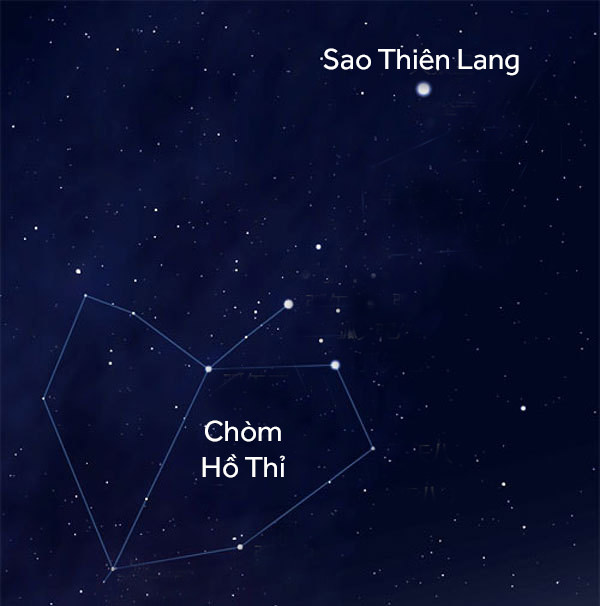 Sao Thiên Lang
Chòm
Hồ Thỉ